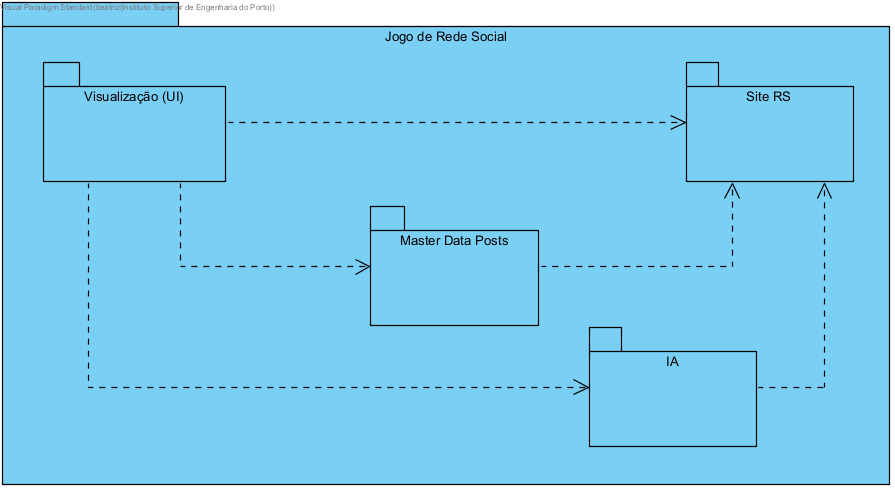 Visual Paradigm Standard(beatriz(Instituto Superior de Engenharia do Porto))
Jogo de Rede Social
Visualização (UI)
Site RS
Master Data Posts
IA